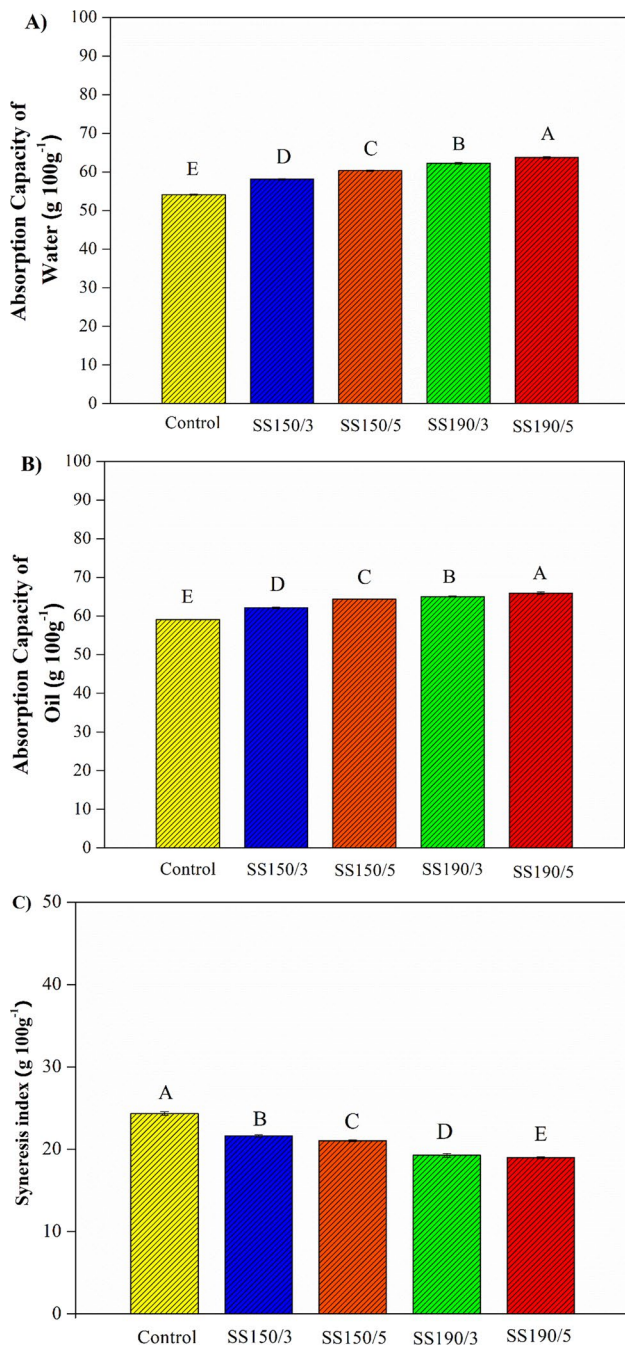 A)
Absorption Capacity of
Water (g 100g⁻¹)
100
90
80
70
60
50
40
30
20
10
0
E
D
C
B
A
Control
SS150/3
SS150/5
SS190/3
SS190/5
B)
Absorption Capacity of
Oil (g 100g⁻¹)
100
90
80
70
60
50
40
30
20
10
0
E
D
C
B
A
Control
SS150/3
SS150/5
SS190/3
SS190/5
C)
Syneresis index (g 100g⁻¹)
50
40
30
20
10
0
A
B
C
D
E
Control
SS150/3
SS150/5
SS190/3
SS190/5